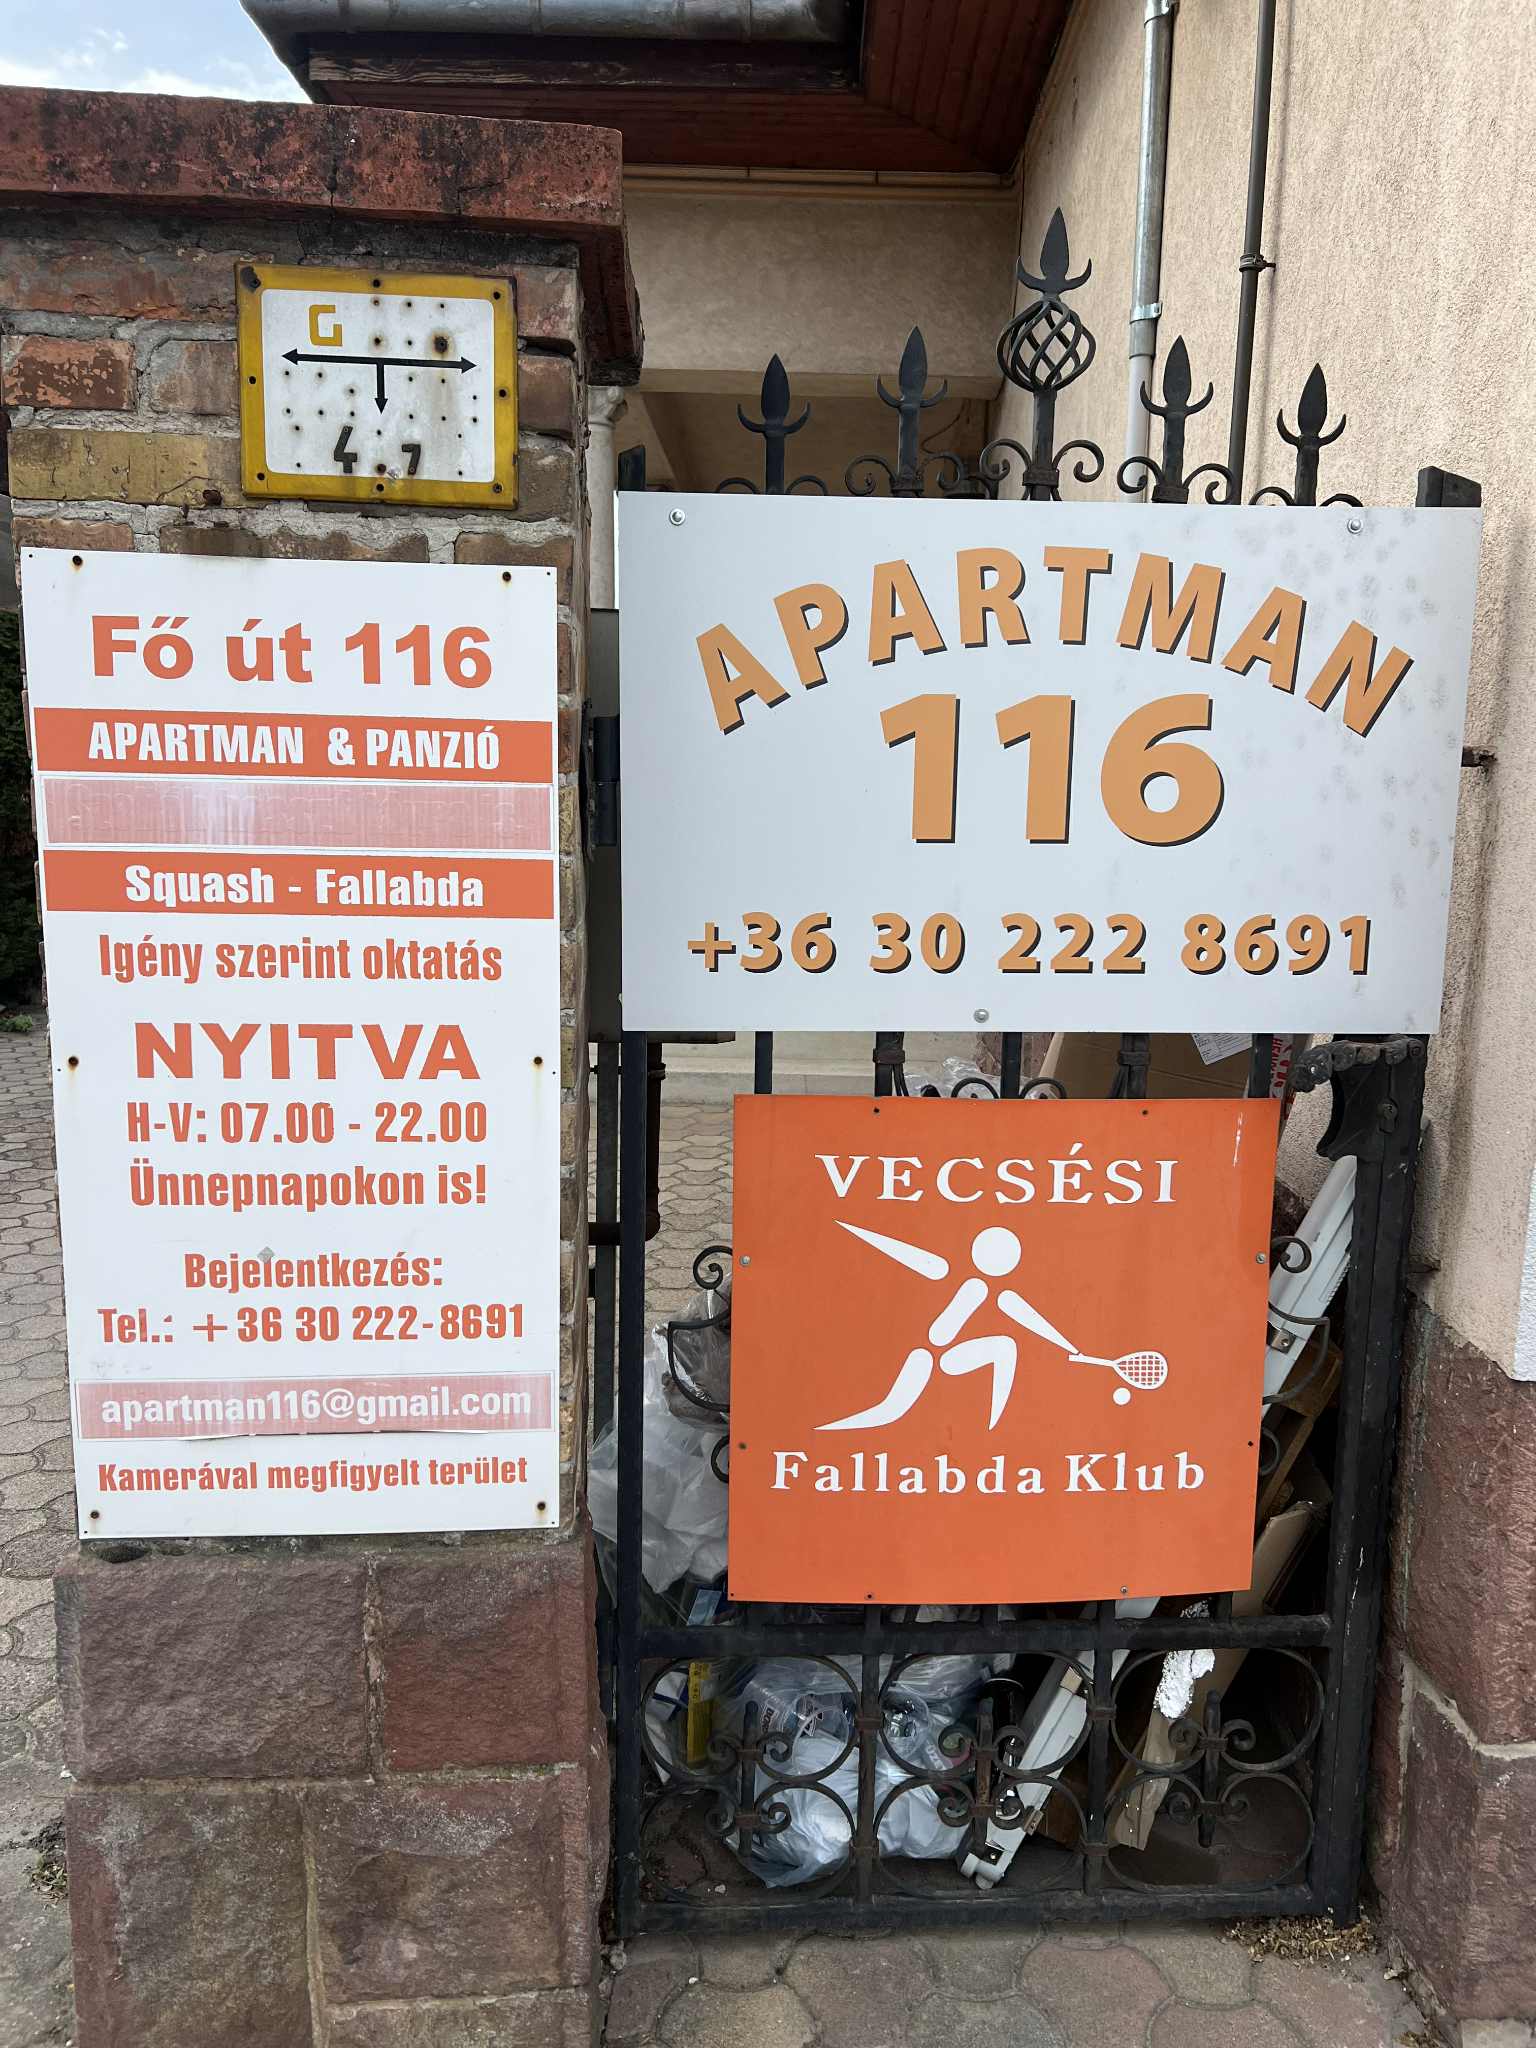 G
4 7
Fő út 116
APARTMAN & PANZIÓ
Squash - Fallabda
Igény szerint oktatás
NYITVA
H-V: 07.00 - 22.00
Ünnepnapokon is!
Bejelentkezés:
Tel.: +36 30 222-8691
apartman116@gmail.com
Kamerával megfigyelt terület
APARTMAN
116
+36 30 222 8691
VECSÉSI
Fallabda Klub